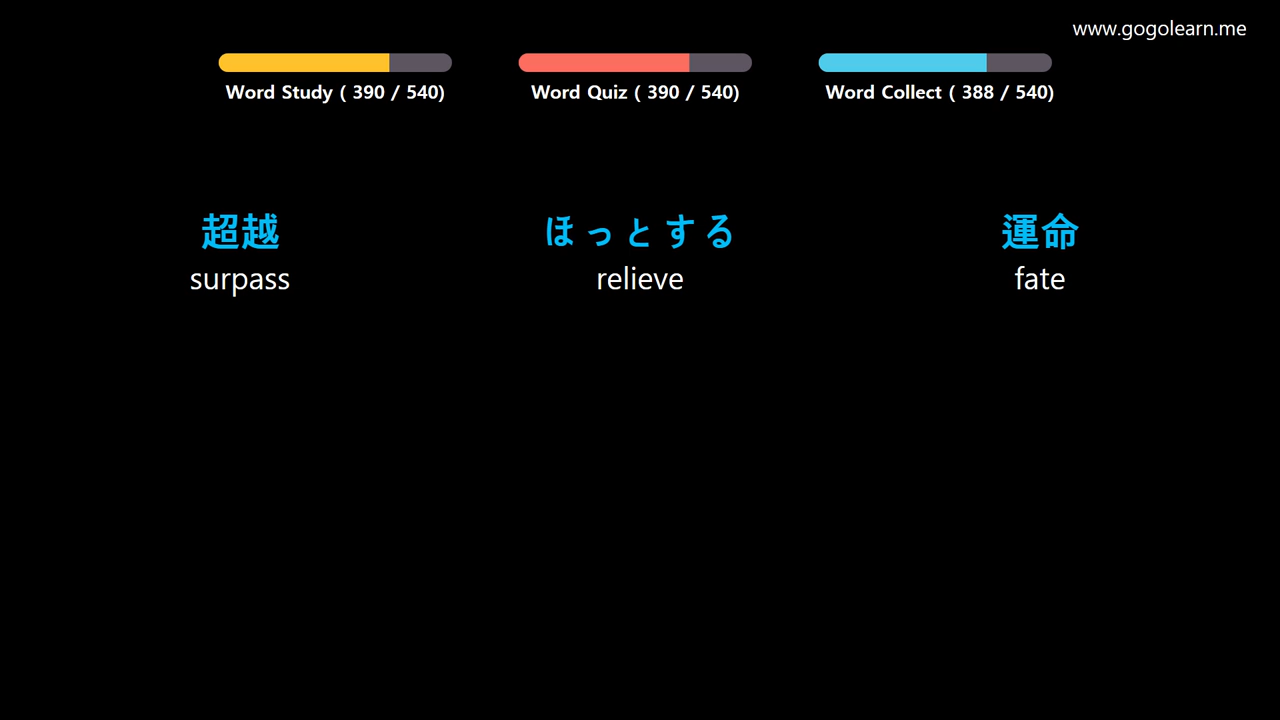 www.gogolearn.me
Word Study ( 390 / 540)
Word Quiz ( 390 / 540)
Word Collect ( 388 / 540)
超越
surpass
ほっとする
relieve
運命
fate